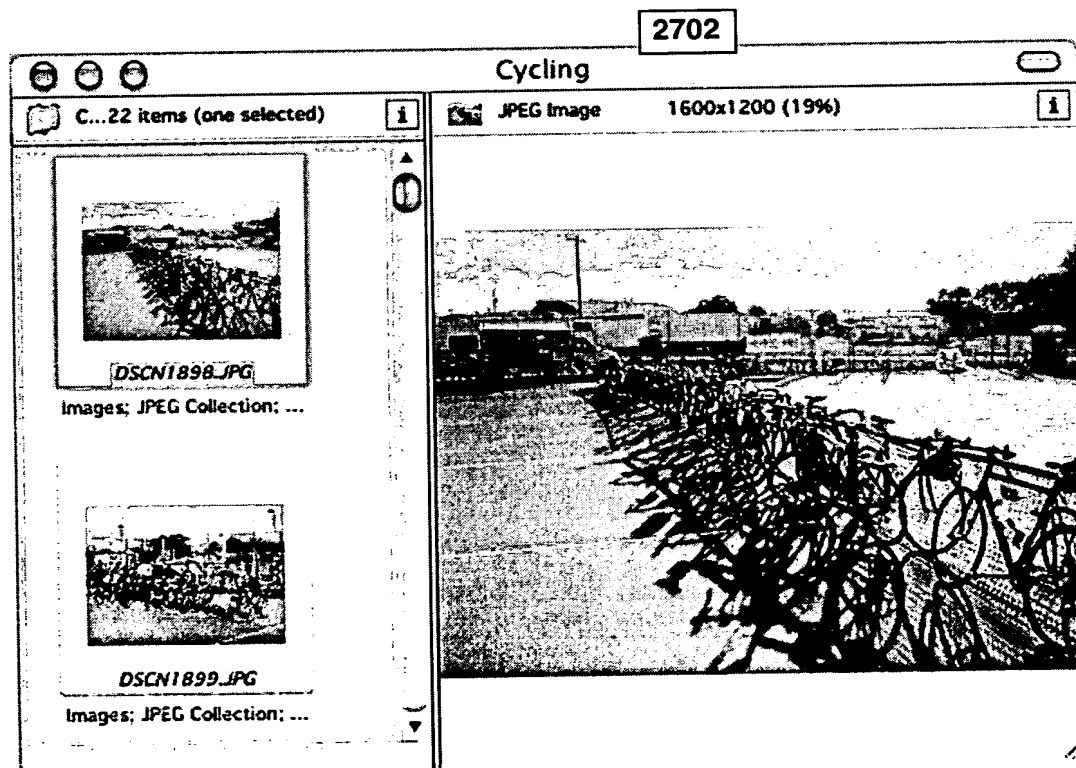 2702
Cycling
C...22 items (one selected)
i
JPEG Image 1600x1200 (19%)
i
DSCN1898.JPG
Images; JPEG Collection; ...
DSCN1899.JPG
Images; JPEG Collection; ...